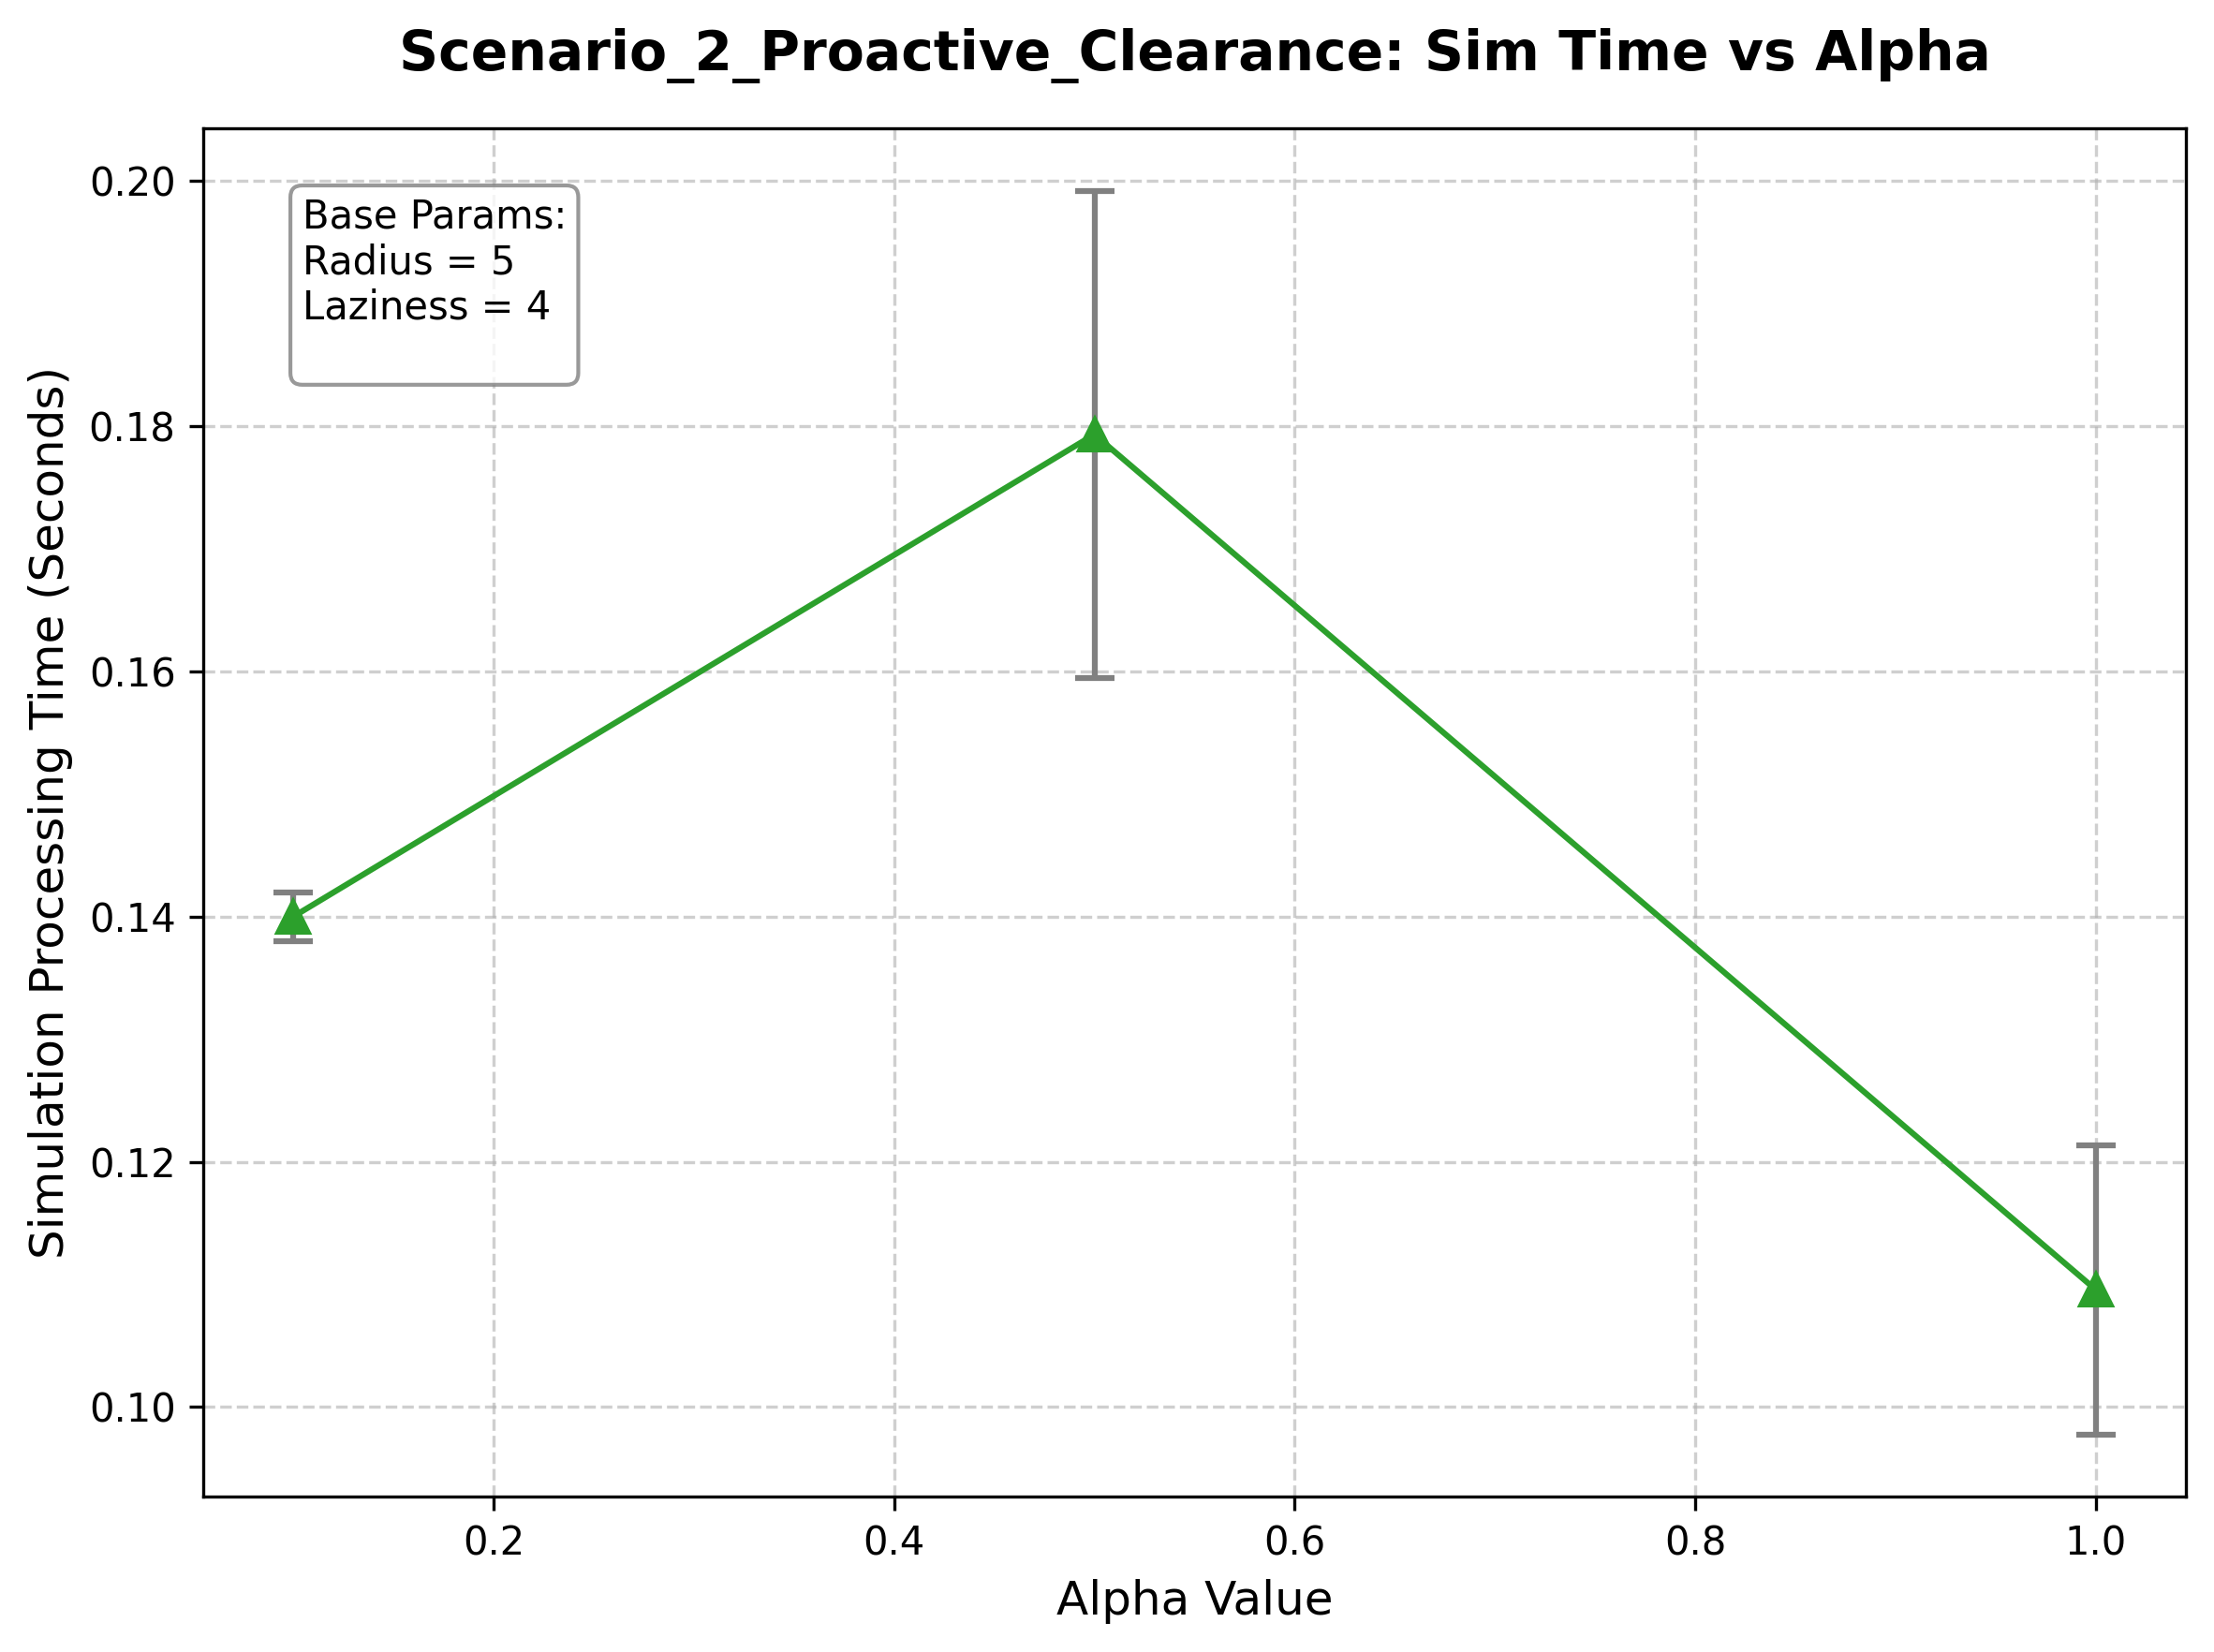 Scenario_2_Proactive_Clearance: Sim Time vs Alpha
Simulation Processing Time (Seconds)
0.20
0.18
0.16
0.14
0.12
0.10
Base Params:
Radius = 5
Laziness = 4
0.2 0.4 0.6 0.8 1.0
Alpha Value